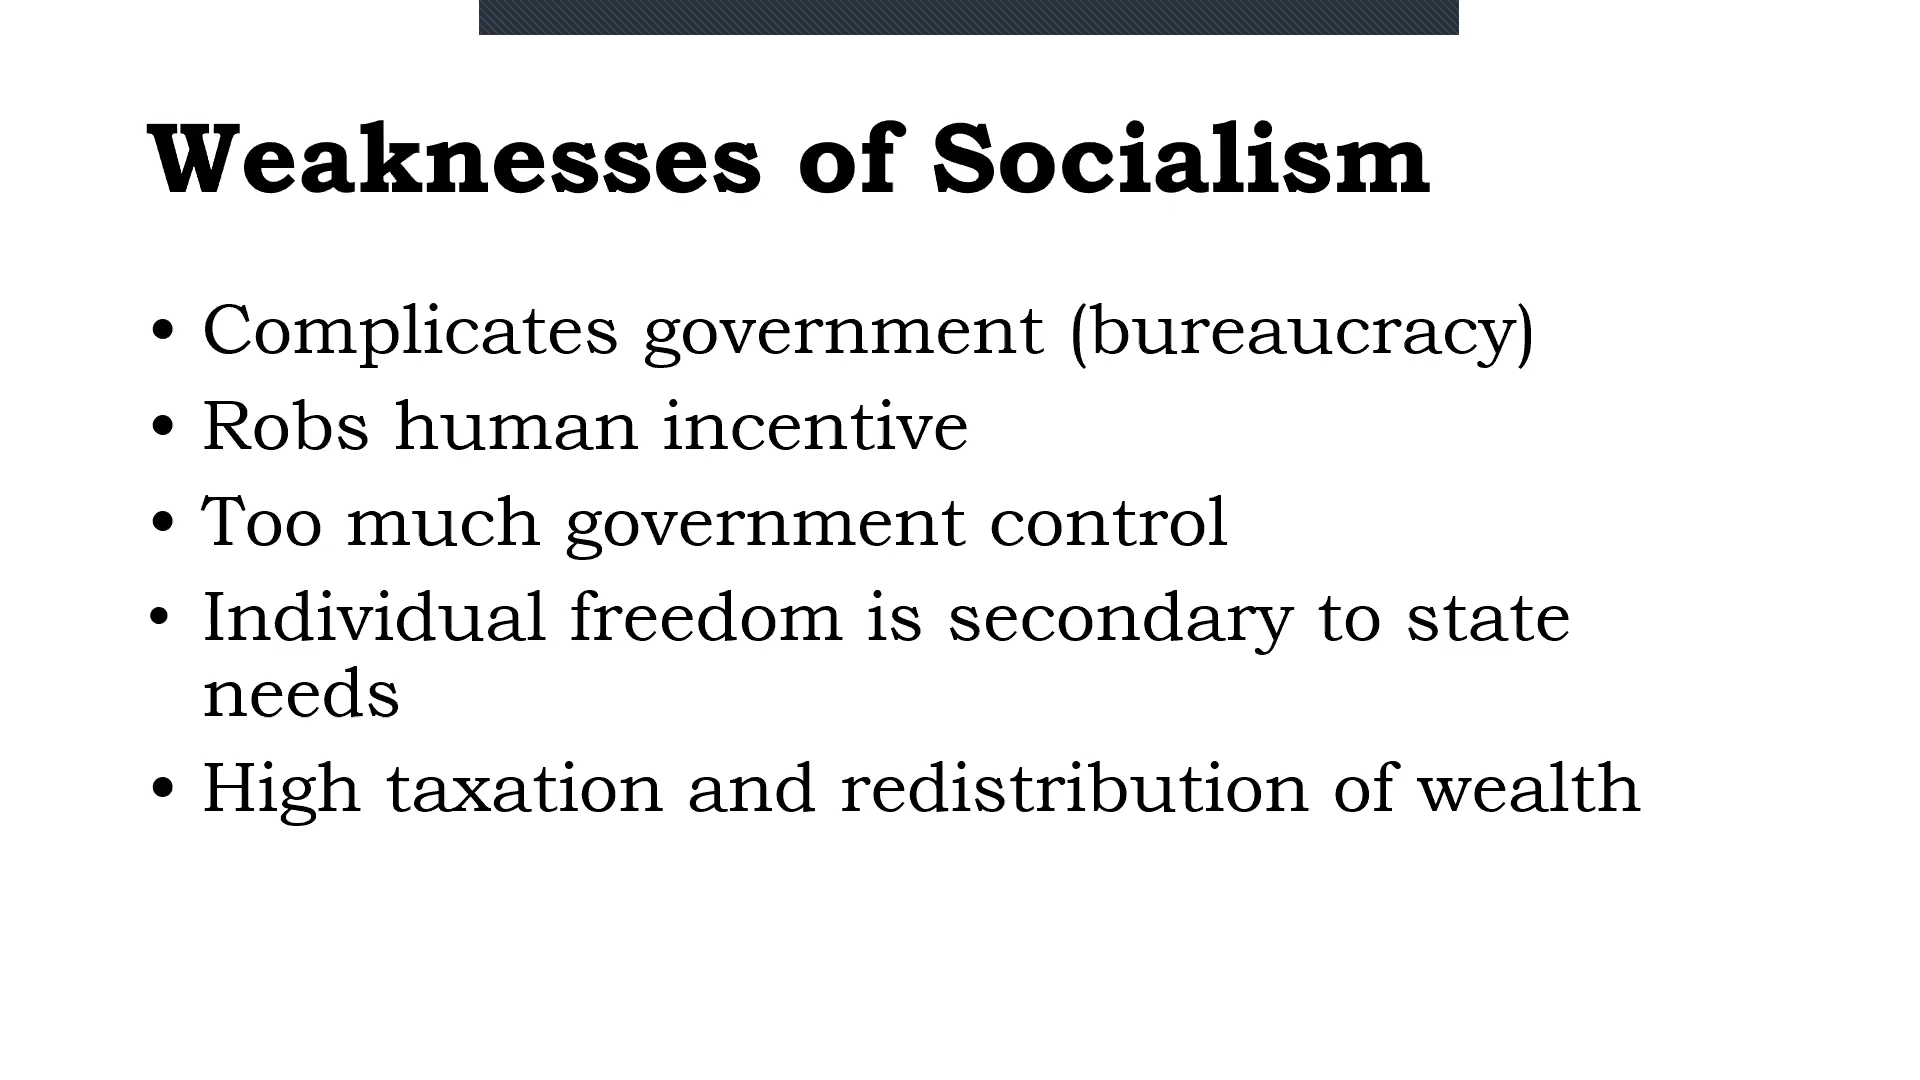 Weaknesses of Socialism
• Complicates government (bureaucracy)
• Robs human incentive
• Too much government control
• Individual freedom is secondary to state
needs
• High taxation and redistribution of wealth